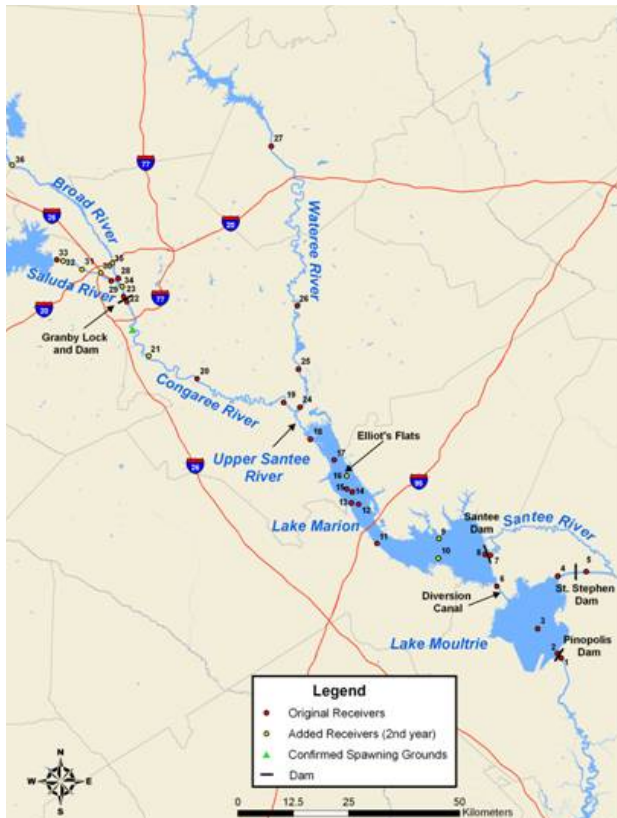 27
36
77
Broad River
26
20
Wateree River
33
32
31
30
35
28
Saluda River
29
34
23
22
77
26
20
Granby Lock
and Dam
21
25
20
19
24
Congaree River
Elliot's Flats
18
Upper Santee
River
17
16
26
95
15
14
13
12
Santee
Dam
Santee River
Lake Marion
9
11
10
8
7
4
5
6
St. Stephen
Dam
Diversion
Canal
3
Lake Moultrie
Pinopolis
Dam
2
1
Legend
Original Receivers
Added Receivers (2nd year)
Confirmed Spawning Grounds
Dam
N
W
E
S
0
12.5
25
50
Kilometers